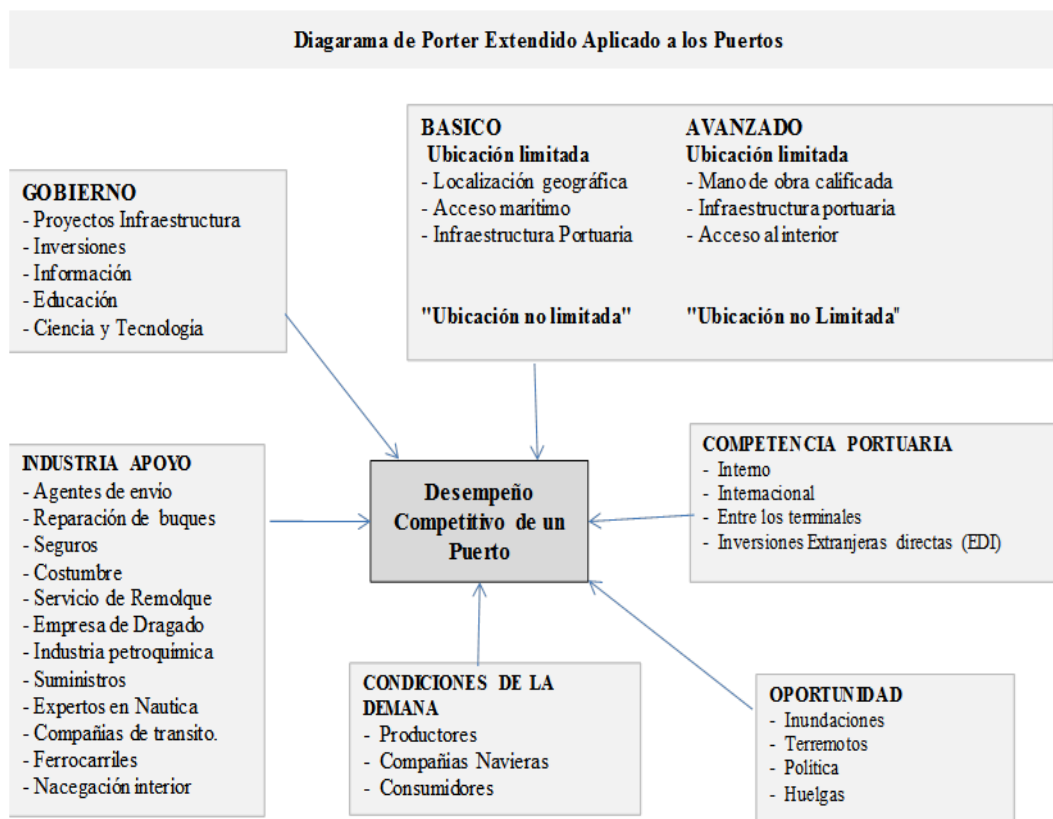 Diagarama de Porter Extendido Aplicado a los Puertos
BASICO
Ubicación limitada
- Localización geográfica
- Acceso marítimo
- Infraestructura Portuaria
"Ubicación no limitada"
AVANZADO
Ubicación limitada
- Mano de obra calificada
- Infraestructura portuaria
- Acceso al interior
"Ubicación no Limitada"
GOBIERNO
- Proyectos Infraestructura
- Inversiones
- Información
- Educación
- Ciencia y Tecnología
INDUSTRIA APOYO
- Agentes de envío
- Reparación de buques
- Seguros
- Costumbre
- Servicio de Remolque
- Empresa de Dragado
- Industria petroquímica
- Suministros
- Expertos en Nautica
- Compañias de transito.
- Ferrocarriles
- Nacegación interior
Desempeño
Competitivo de un
Puerto
COMPETENCIA PORTUARIA
- Interno
- Internacional
- Entre los terminales
- Inversiones Extranjeras directas (EDI)
CONDICIONES DE LA
DEMANA
- Productores
- Compañias Navieras
- Consumidores
OPORTUNIDAD
- Inundaciones
- Terremotos
- Politica
- Huelgas